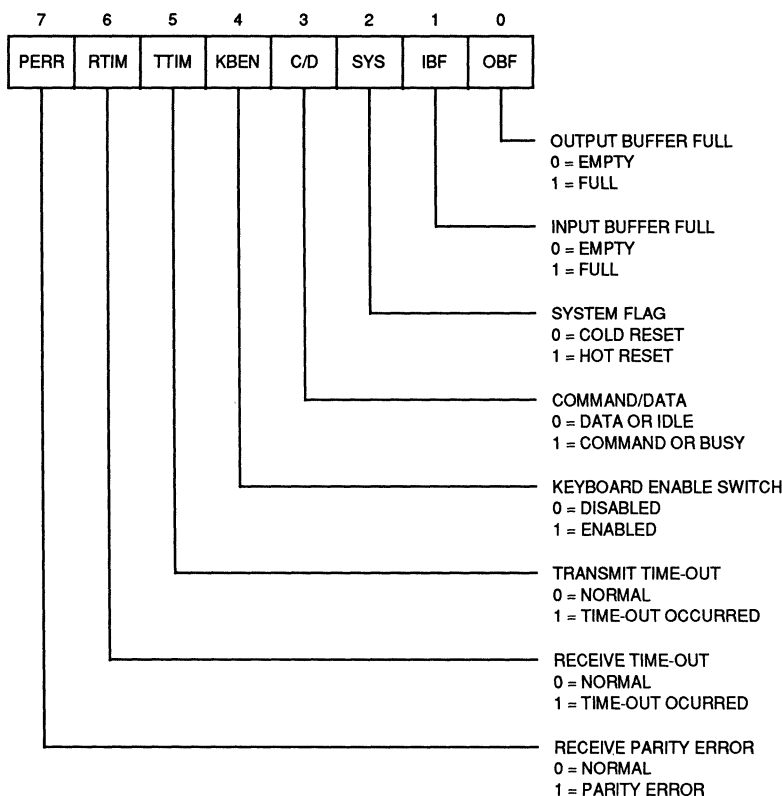 7 6 5 4 3 2 1 0
PERR RTIM TTIM KBEN C/D SYS IBF OBF
OUTPUT BUFFER FULL
0 = EMPTY
1 = FULL
INPUT BUFFER FULL
0 = EMPTY
1 = FULL
SYSTEM FLAG
0 = COLD RESET
1 = HOT RESET
COMMAND/DATA
0 = DATA OR IDLE
1 = COMMAND OR BUSY
KEYBOARD ENABLE SWITCH
0 = DISABLED
1 = ENABLED
TRANSMIT TIME-OUT
0 = NORMAL
1 = TIME-OUT OCCURRED
RECEIVE TIME-OUT
0 = NORMAL
1 = TIME-OUT OCURRED
RECEIVE PARITY ERROR
0 = NORMAL
1 = PARITY ERROR